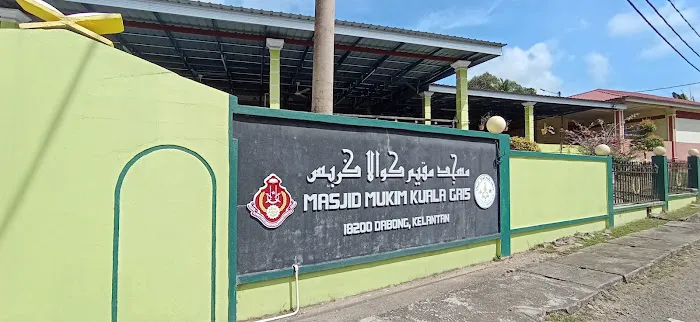 مسجد مقيم كوالا ݢريس
MASJID MUKIM KUALA GRIS
18200 DABONG, KELANTAN